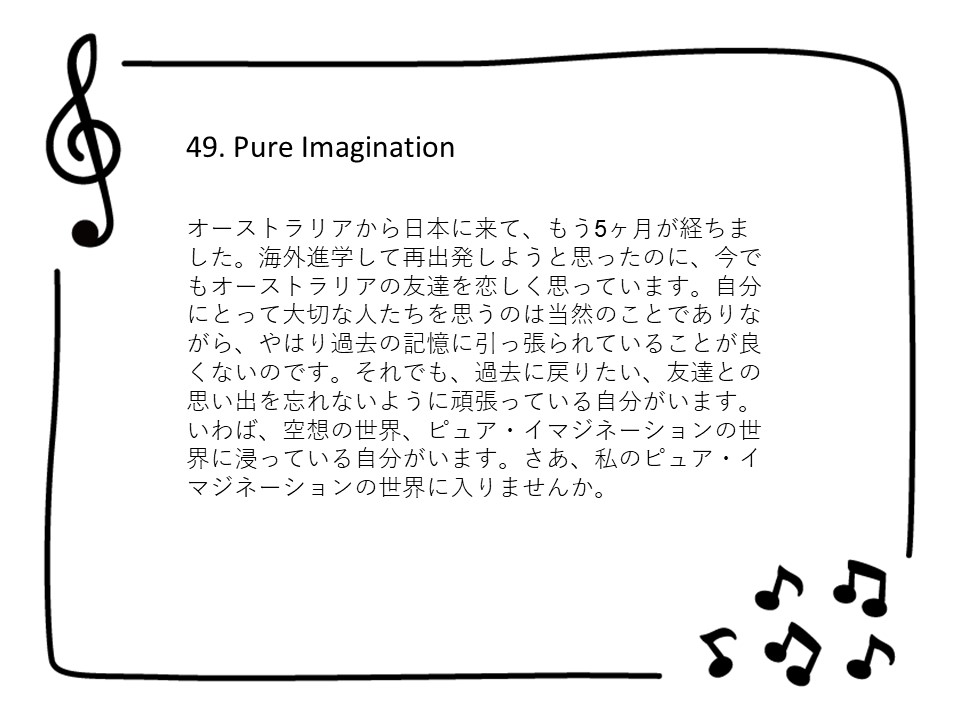 49. Pure Imagination
オーストラリアから日本に来て、もう5ヶ月が経ちま
した。海外進学して再出発しようと思ったのに、今で
もオーストラリアの友達を恋しく思っています。自分
にとって大切な人たちを思うのは当然のことでありな
がら、やはり過去の記憶に引っ張られていることが良
くないのです。それでも、過去に戻りたい、友達との
思い出を忘れないように頑張っている自分がいます。
いわば、空想の世界、ピュア・イマジネーションの世
界に浸っている自分がいます。さあ、私のピュア・イ
マジネーションの世界に入りませんか。